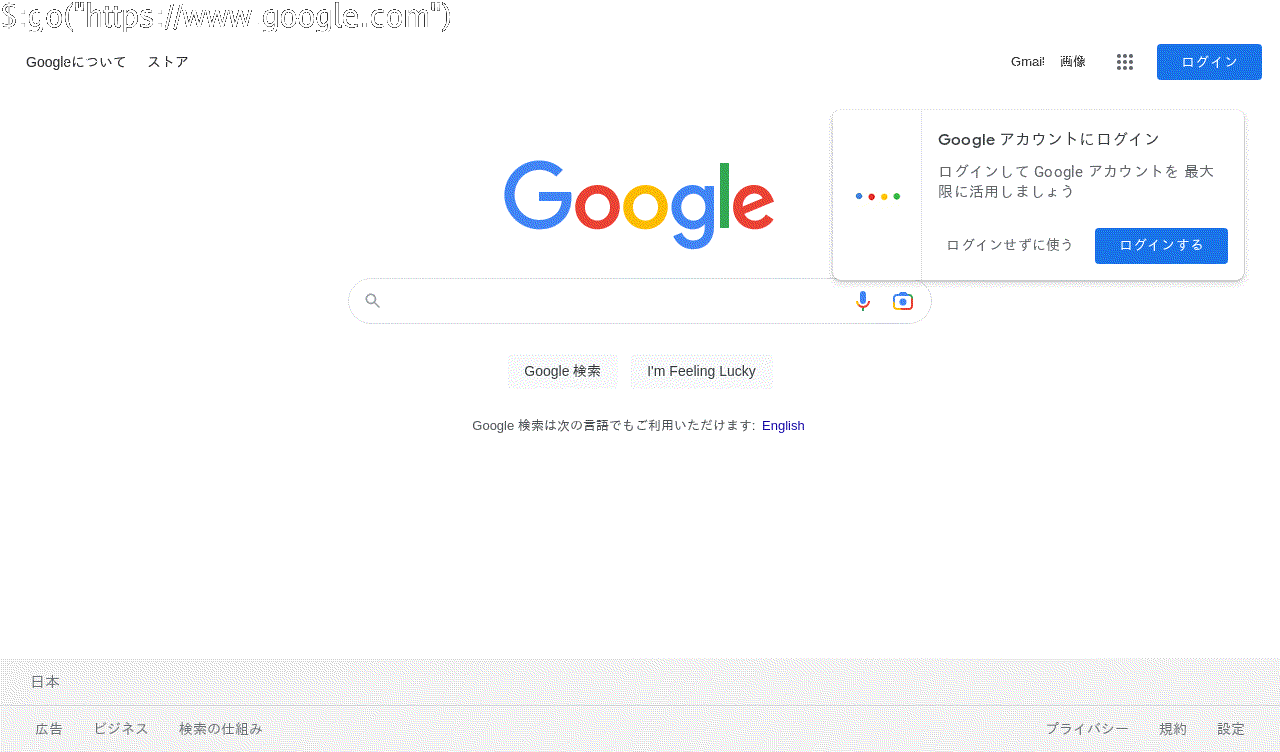 $:go("https://www.google.com")
Googleについて ストア Gmail 画像 ログイン
Google アカウントにログイン
ログインして Google アカウントを 最大
限に活用しましょう
ログインせずに使う ログインする
Google
Google 検索 I'm Feeling Lucky
Google 検索は次の言語でもご利用いただけます: English
日本
広告 ビジネス 検索の仕組み プライバシー 規約 設定